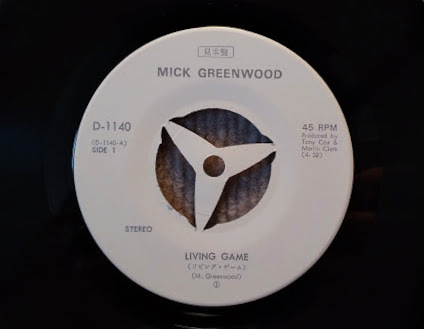 見本盤
MICK GREENWOOD
D-1140
(D-1140-A)
SIDE 1
45 RPM
Produced by
Tony Cox &
Martin Clark
(4:32)
STEREO
LIVING GAME
(リビング・ゲーム)
(M. Greenwood)
①